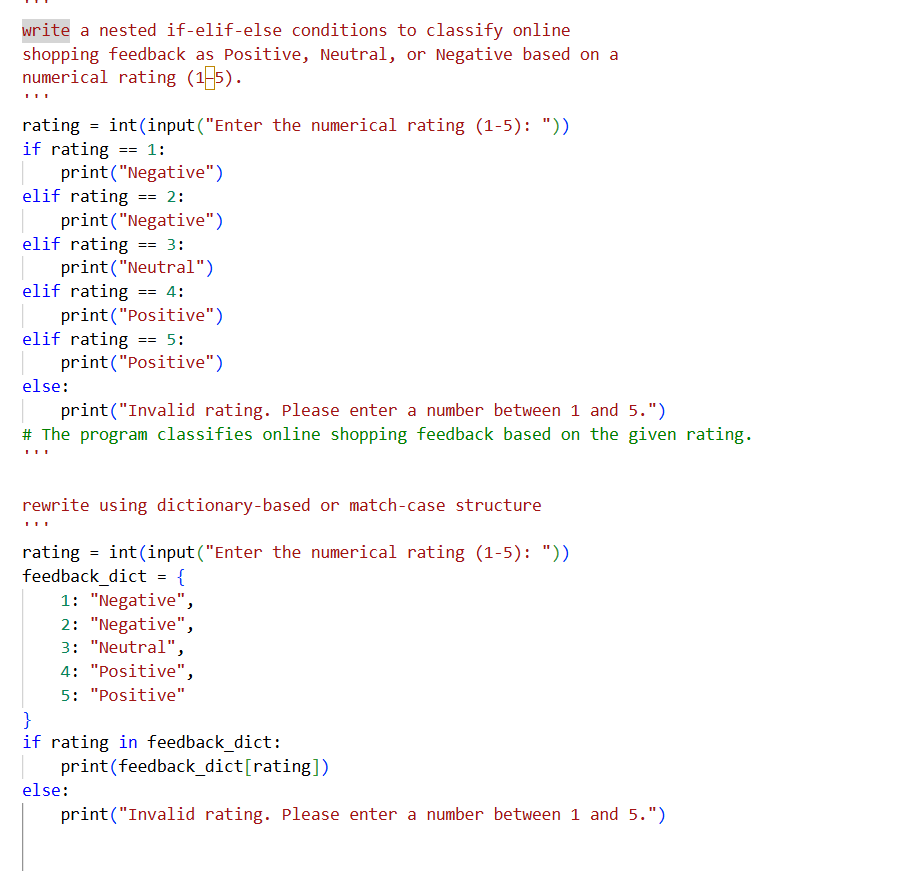 '''
write a nested if-elif-else conditions to classify online
shopping feedback as Positive, Neutral, or Negative based on a
numerical rating (1–5).
'''
rating = int(input("Enter the numerical rating (1-5): "))
if rating == 1:
    print("Negative")
elif rating == 2:
    print("Negative")
elif rating == 3:
    print("Neutral")
elif rating == 4:
    print("Positive")
elif rating == 5:
    print("Positive")
else:
    print("Invalid rating. Please enter a number between 1 and 5.")
# The program classifies online shopping feedback based on the given rating.
'''
rewrite using dictionary-based or match-case structure
'''
rating = int(input("Enter the numerical rating (1-5): "))
feedback_dict = {
    1: "Negative",
    2: "Negative",
    3: "Neutral",
    4: "Positive",
    5: "Positive"
}
if rating in feedback_dict:
    print(feedback_dict[rating])
else:
    print("Invalid rating. Please enter a number between 1 and 5.")